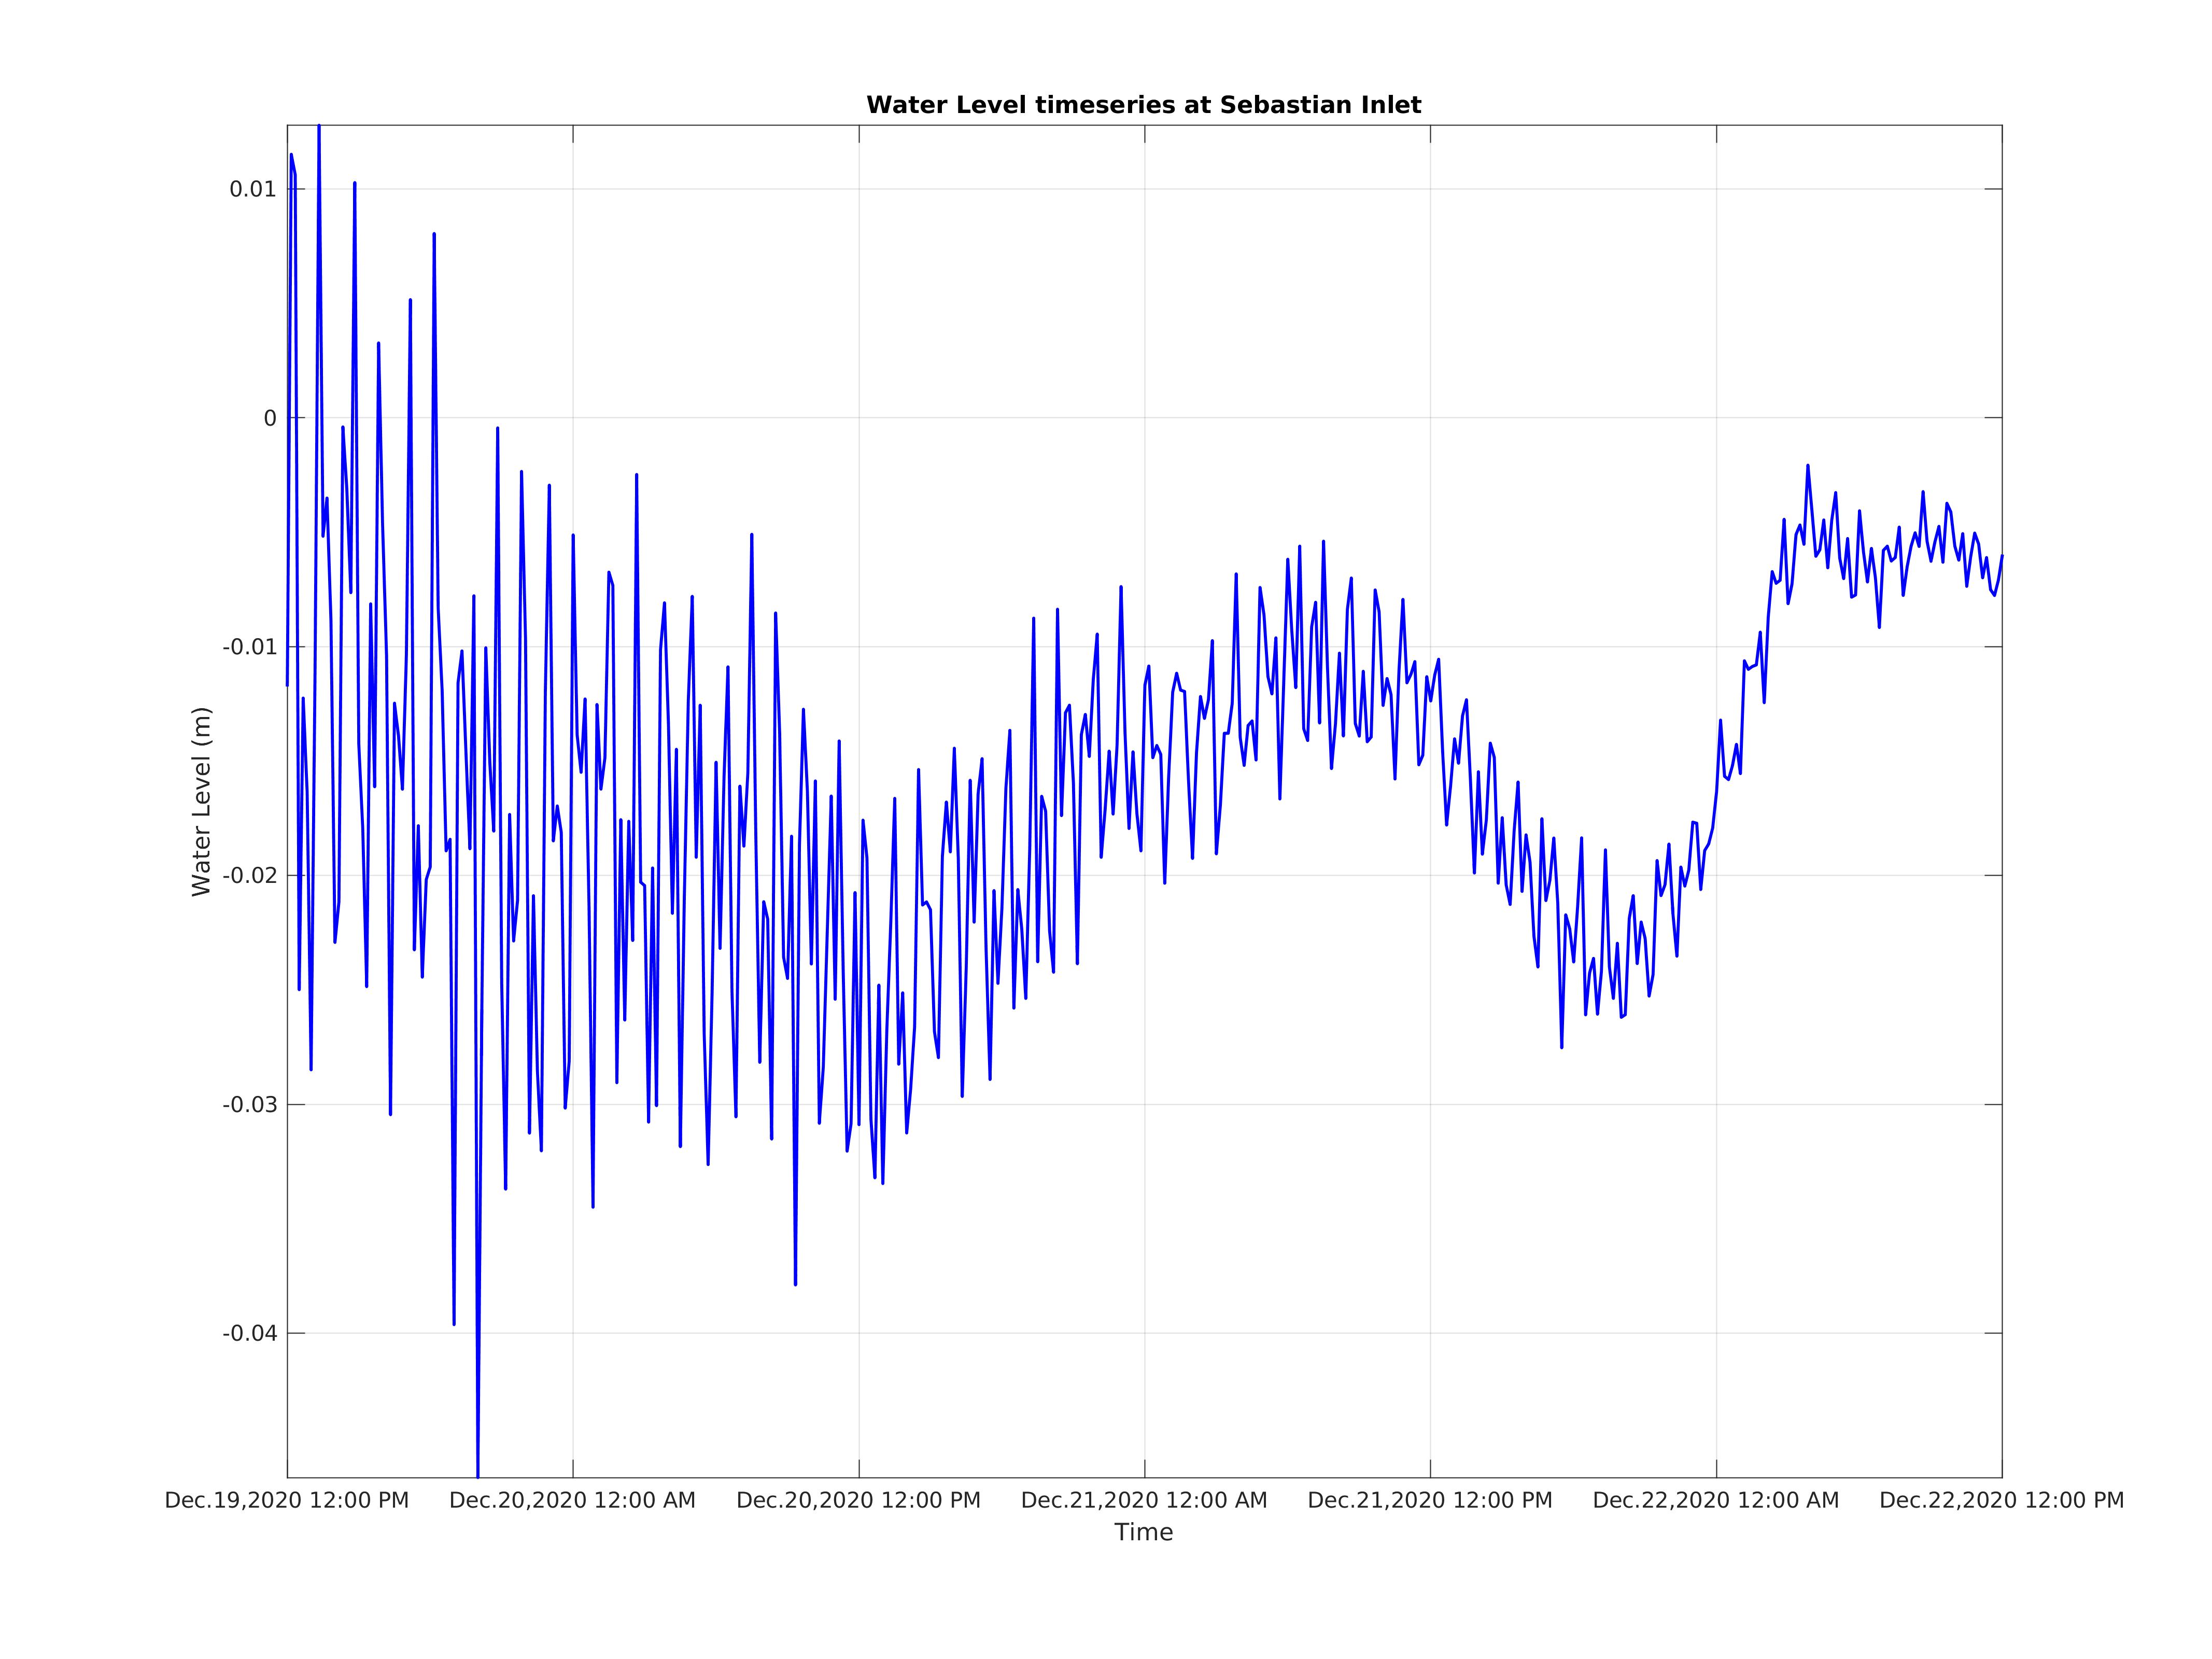 Water Level timeseries at Sebastian Inlet
0.01
0
-0.01
-0.02
-0.03
-0.04
Water Level (m)
Dec.19,2020 12:00 PM
Dec.20,2020 12:00 AM
Dec.20,2020 12:00 PM
Dec.21,2020 12:00 AM
Dec.21,2020 12:00 PM
Dec.22,2020 12:00 AM
Dec.22,2020 12:00 PM
Time